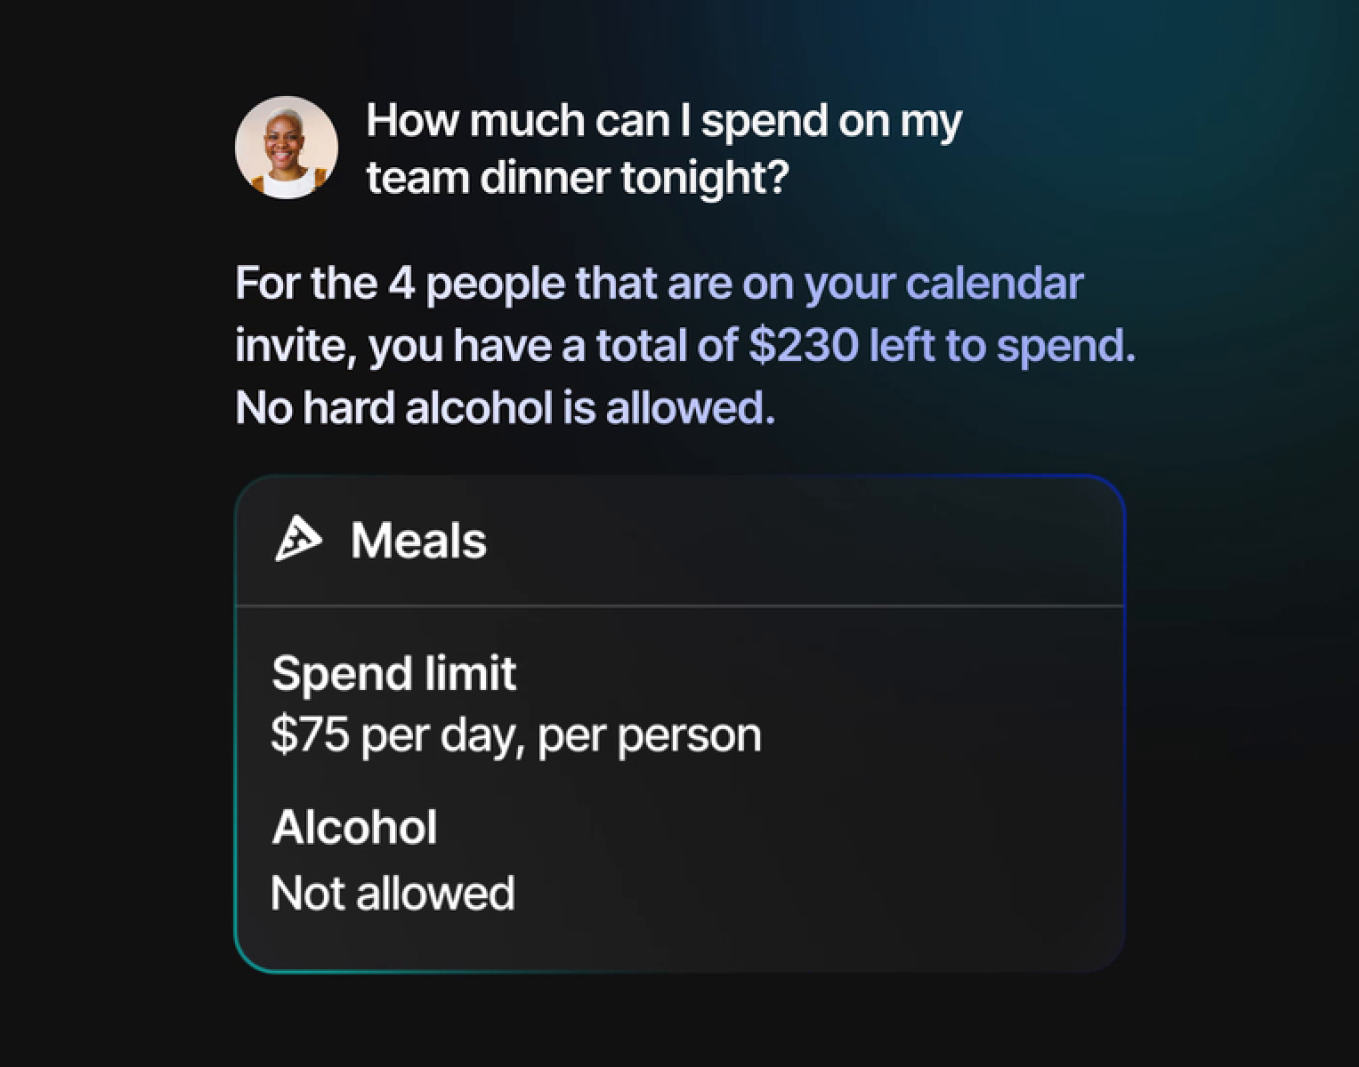 How much can I spend on my
team dinner tonight?
For the 4 people that are on your calendar
invite, you have a total of $230 left to spend.
No hard alcohol is allowed.
Meals
Spend limit
$75 per day, per person
Alcohol
Not allowed